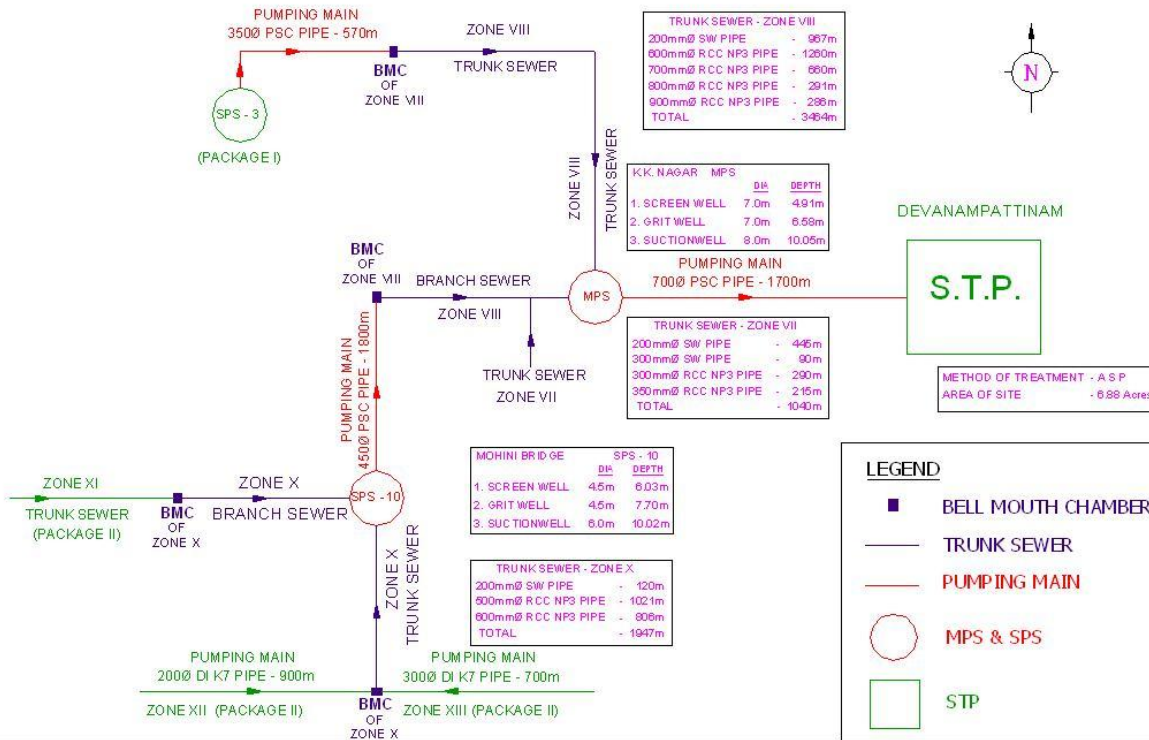 PUMPING MAIN
350Ø PSC PIPE - 570m
ZONE VIII
TRUNK SEWER
BMC
OF
ZONE VIII
SPS - 3
(PACKAGE I)
ZONE VIII
TRUNK SEWER
TRUNK SEWER - ZONE VIII
200mmØ SW PIPE - 967m
600mmØ RCC NP3 PIPE - 1260m
700mmØ RCC NP3 PIPE - 660m
800mmØ RCC NP3 PIPE - 291m
900mmØ RCC NP3 PIPE - 286m
TOTAL - 3464m
N
K.K. NAGAR MPS
DIA DEPTH
1. SCREEN WELL 7.0m 4.91m
2. GRIT WELL 7.0m 6.58m
3. SUCTIONWELL 8.0m 10.05m
DEVANAMPATTINAM
S.T.P.
BMC
OF
ZONE VIII
BRANCH SEWER
ZONE VIII
MPS
PUMPING MAIN
700Ø PSC PIPE - 1700m
TRUNK SEWER
ZONE VII
TRUNK SEWER - ZONE VII
200mmØ SW PIPE - 445m
300mmØ SW PIPE - 90m
300mmØ RCC NP3 PIPE - 290m
350mmØ RCC NP3 PIPE - 215m
TOTAL - 1040m
METHOD OF TREATMENT - A S P
AREA OF SITE - 6.88 Acres
PUMPING MAIN
450Ø PSC PIPE - 1800m
MOHINI BRIDGE SPS - 10
DIA DEPTH
1. SCREEN WELL 4.5m 6.03m
2. GRIT WELL 4.5m 7.70m
3. SUCTIONWELL 6.0m 10.02m
ZONE XI
TRUNK SEWER
(PACKAGE II)
BMC
OF
ZONE X
ZONE X
BRANCH SEWER
SPS - 10
ZONE X
TRUNK SEWER
TRUNK SEWER - ZONE X
200mmØ SW PIPE - 120m
500mmØ RCC NP3 PIPE - 1021m
600mmØ RCC NP3 PIPE - 806m
TOTAL - 1947m
PUMPING MAIN
200Ø DI K7 PIPE - 900m
ZONE XII (PACKAGE II)
BMC
OF
ZONE X
PUMPING MAIN
300Ø DI K7 PIPE - 700m
ZONE XIII (PACKAGE II)
LEGEND
BELL MOUTH CHAMBER
TRUNK SEWER
PUMPING MAIN
MPS & SPS
STP